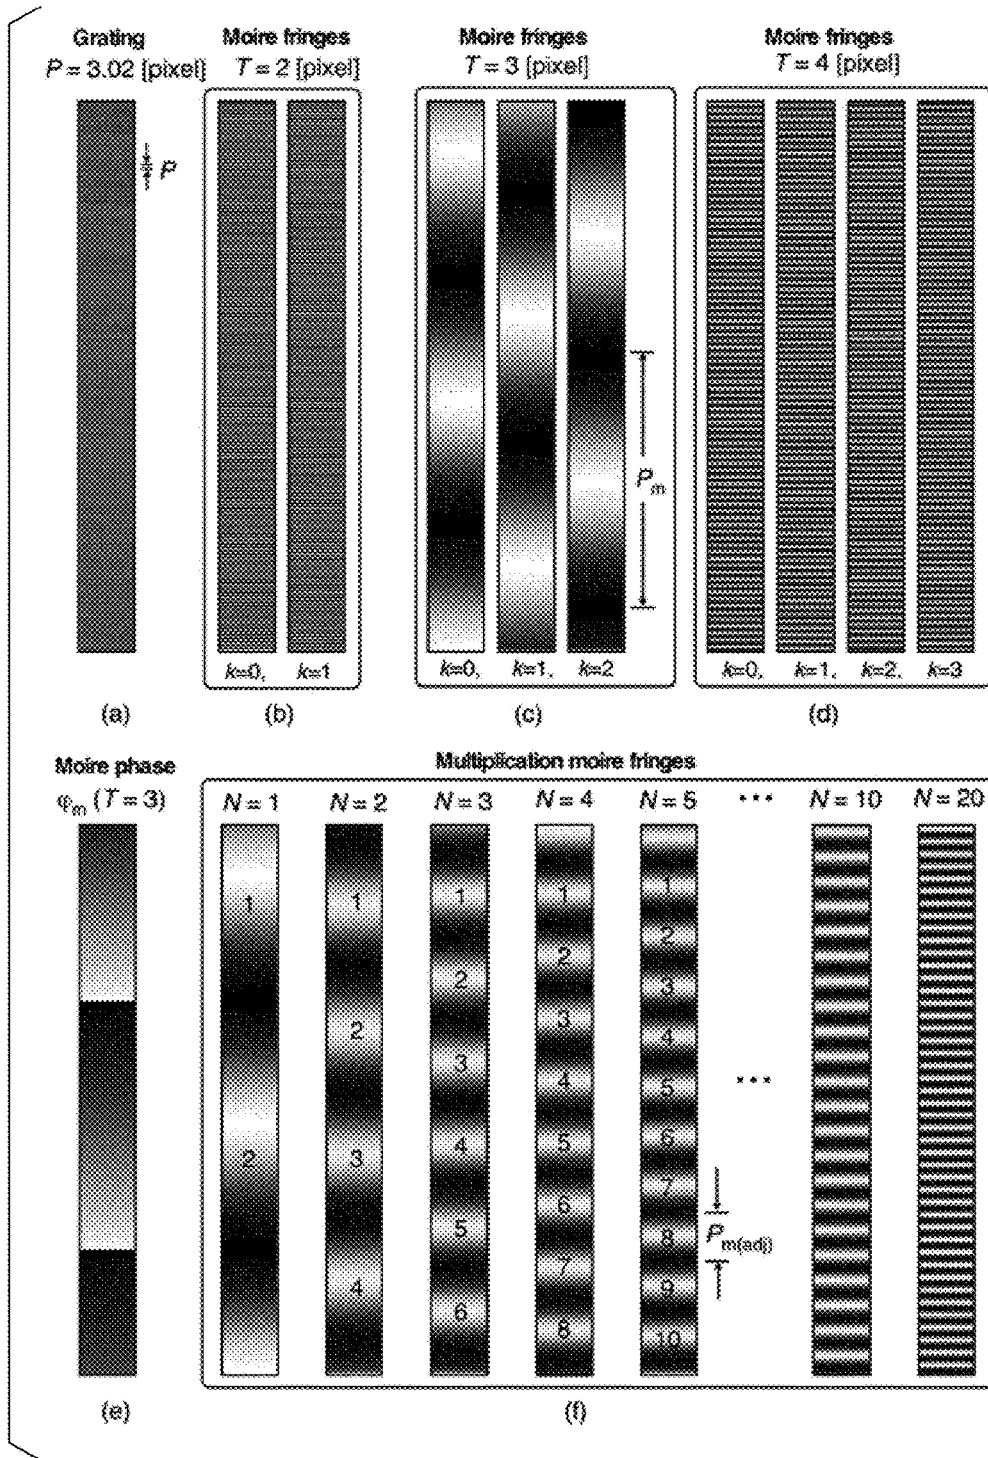 Grating
P = 3.02 [pixel]
Moire fringes
T = 2 [pixel]
Moire fringes
T = 3 [pixel]
Moire fringes
T = 4 [pixel]
P
Pm
k=0, k=1
k=0, k=1, k=2
k=0, k=1, k=2, k=3
(a)
(b)
(c)
(d)
Moire phase
φm (T = 3)
Multiplication moire fringes
N = 1 N = 2 N = 3 N = 4 N = 5 ... N = 10 N = 20
1
2
1
2
3
4
1
2
3
4
5
6
1
2
3
4
5
6
7
8
1
2
3
4
5
6
7
8
9
10
...
Pm(adj)
(e)
(f)